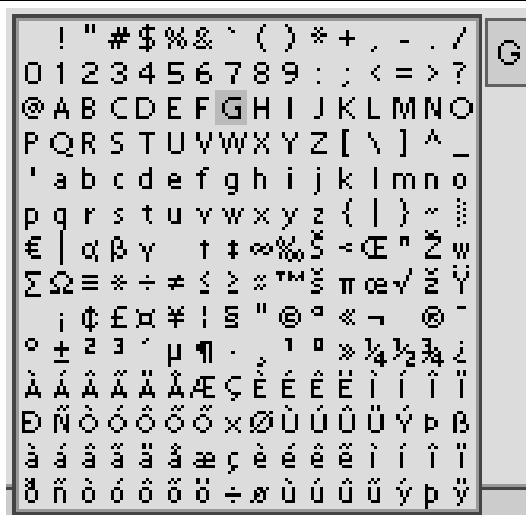 ! " # $ % & ` ( ) * + , - . /
G
0 1 2 3 4 5 6 7 8 9 : ; < = > ?
@ A B C D E F G H I J K L M N O
P Q R S T U V W X Y Z [ \ ] ^ _
' a b c d e f g h i j k l m n o
p q r s t u v w x y z { | } ~
€ | α β γ † ‡ ∞ ‰ Š < Œ " Ž w
Σ Ω ≡ * ÷ ≠ ≤ ≥ ≈ ™ š π œ √ ž Ÿ
¡ ¢ £ ¤ ¥ ¦ § " © ª « ¬ ® ¯
° ± ² ³ ´ µ ¶ · ¸ ¹ º » ¼ ½ ¾ ¿
À Á Â Ã Ä Å Æ Ç È É Ê Ë Ì Í Î Ï
Ð Ñ Ò Ó Ô Õ Ö × Ø Ù Ú Û Ü Ý Þ ß
à á â ã ä å æ ç è é ê ë ì í î ï
ð ñ ò ó ô õ ö ÷ ø ù ú û ü ý þ ÿ